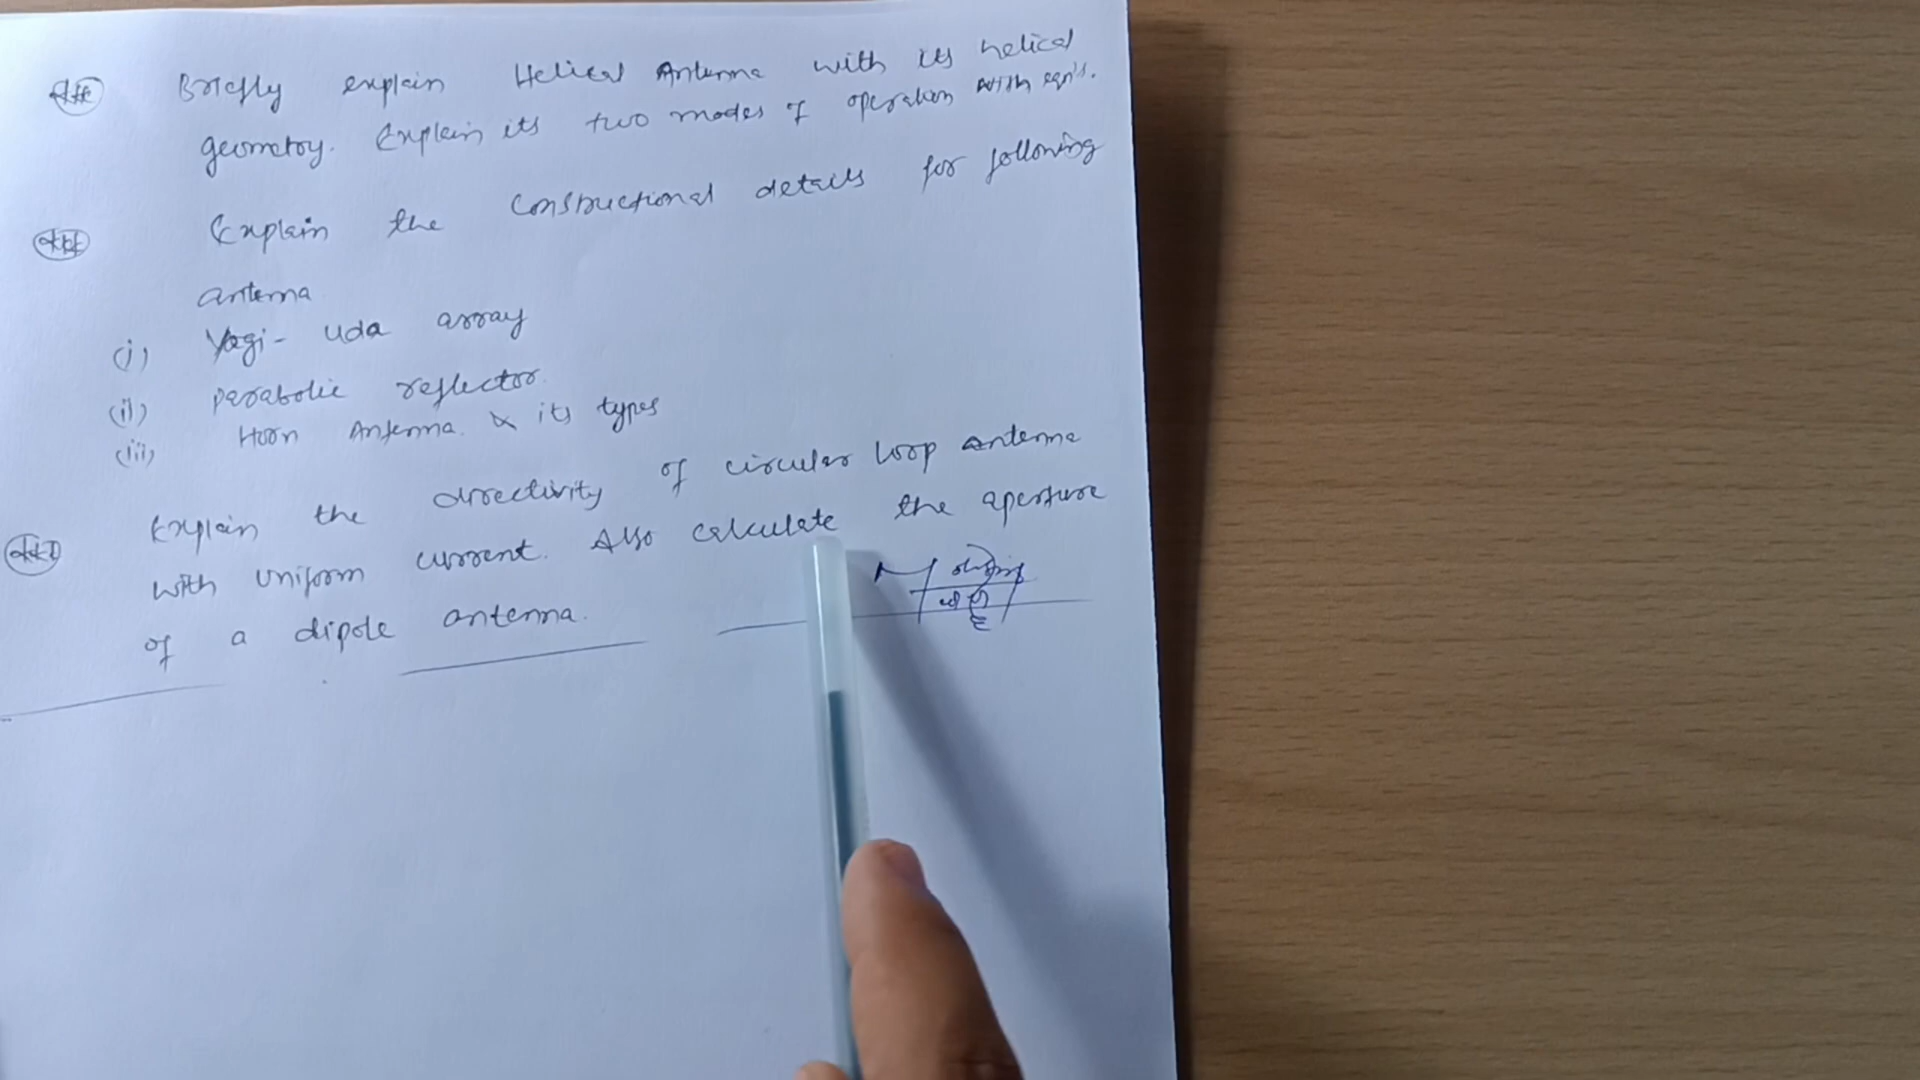 Briefly explain Helical Antenna with its helical
geometry. Explain its two modes of operation with eqn's.
Explain the constructional details for following
antenna
(i) Yagi-Uda array
(ii) parabolic reflector
(iii) Horn Antenna & its types
Explain the directivity of circular loop antenna
with uniform current. Also calculate the aperture
of a dipole antenna.